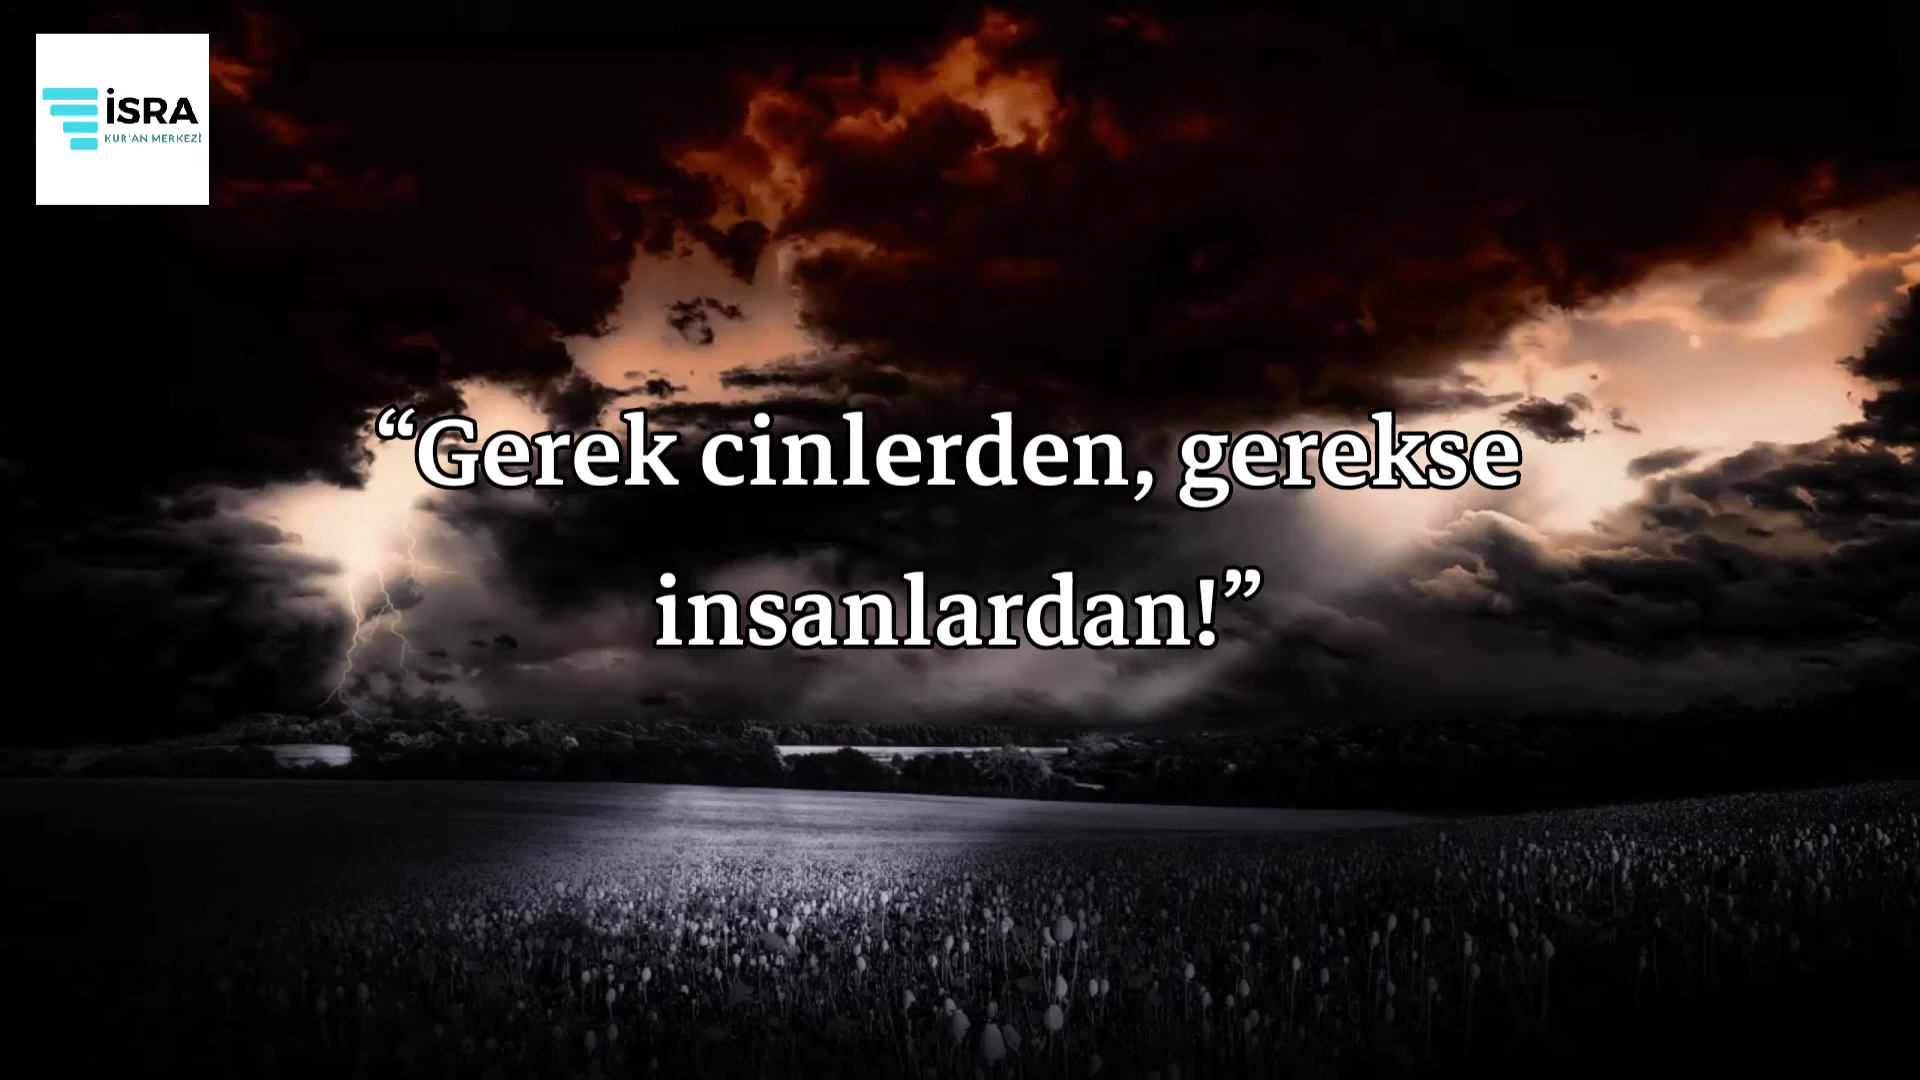 İSRA
KUR'AN MERKEZİ
“Gerek cinlerden, gerekse
insanlardan!”